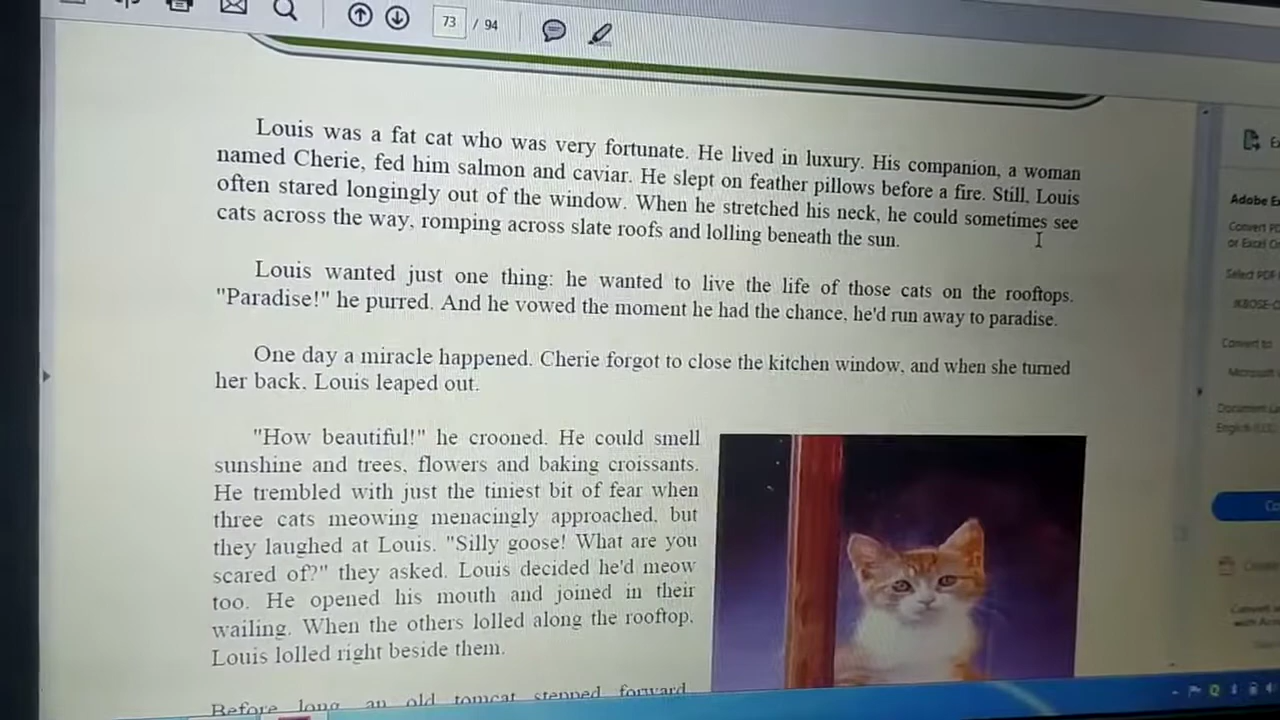 73 / 94
Louis was a fat cat who was very fortunate. He lived in luxury. His companion, a woman
named Cherie, fed him salmon and caviar. He slept on feather pillows before a fire. Still, Louis
often stared longingly out of the window. When he stretched his neck, he could sometimes see
cats across the way, romping across slate roofs and lolling beneath the sun.
Louis wanted just one thing: he wanted to live the life of those cats on the rooftops.
"Paradise!" he purred. And he vowed the moment he had the chance, he'd run away to paradise.
One day a miracle happened. Cherie forgot to close the kitchen window, and when she turned
her back. Louis leaped out.
"How beautiful!" he crooned. He could smell
sunshine and trees, flowers and baking croissants.
He trembled with just the tiniest bit of fear when
three cats meowing menacingly approached, but
they laughed at Louis. "Silly goose! What are you
scared of?" they asked. Louis decided he'd meow
too. He opened his mouth and joined in their
wailing. When the others lolled along the rooftop,
Louis lolled right beside them.
Before long an old tomcat stepped forward
Adobe
Convert
or Excel
Select PDF
Convert to
Microsoft
Document
English